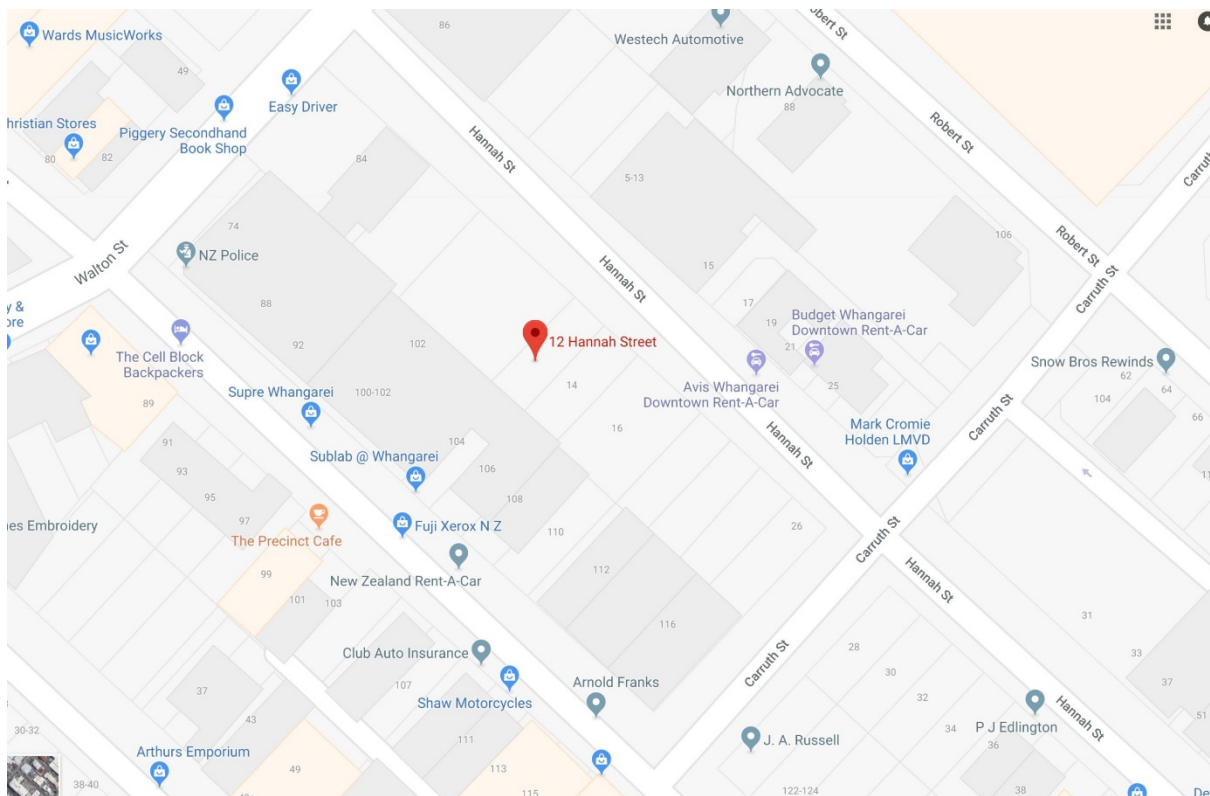 86
Westech Automotive
Robert St
Wards MusicWorks
49
Northern Advocate
88
Easy Driver
Piggery Secondhand
Book Shop
hristian Stores
80
82
84
Hannah St
5-13
Robert St
Carruth St
74
NZ Police
Walton St
106
Robert St
Hannah St
15
Carruth St
88
92
102
17
19
21
25
Budget Whangarei
Downtown Rent-A-Car
12 Hannah Street
y &
ore
The Cell Block
Backpackers
100-102
14
16
Avis Whangarei
Downtown Rent-A-Car
Snow Bros Rewinds
62
64
66
104
Supre Whangarei
89
Carruth St
Mark Cromie
Holden LMVD
91
93
95
97
104
Sublab @ Whangarei
106
108
Hannah St
nes Embroidery
The Precinct Cafe
Fuji Xerox N Z
110
26
Carruth St
99
101
103
New Zealand Rent-A-Car
112
116
Hannah St
31
33
37
51
Club Auto Insurance
107
Carruth St
28
30
32
34
36
38
Arnold Franks
Shaw Motorcycles
37
43
P J Edlington
Hannah St
30-32
Arthurs Emporium
111
J. A. Russell
38-40
49
113
115
122-124
De